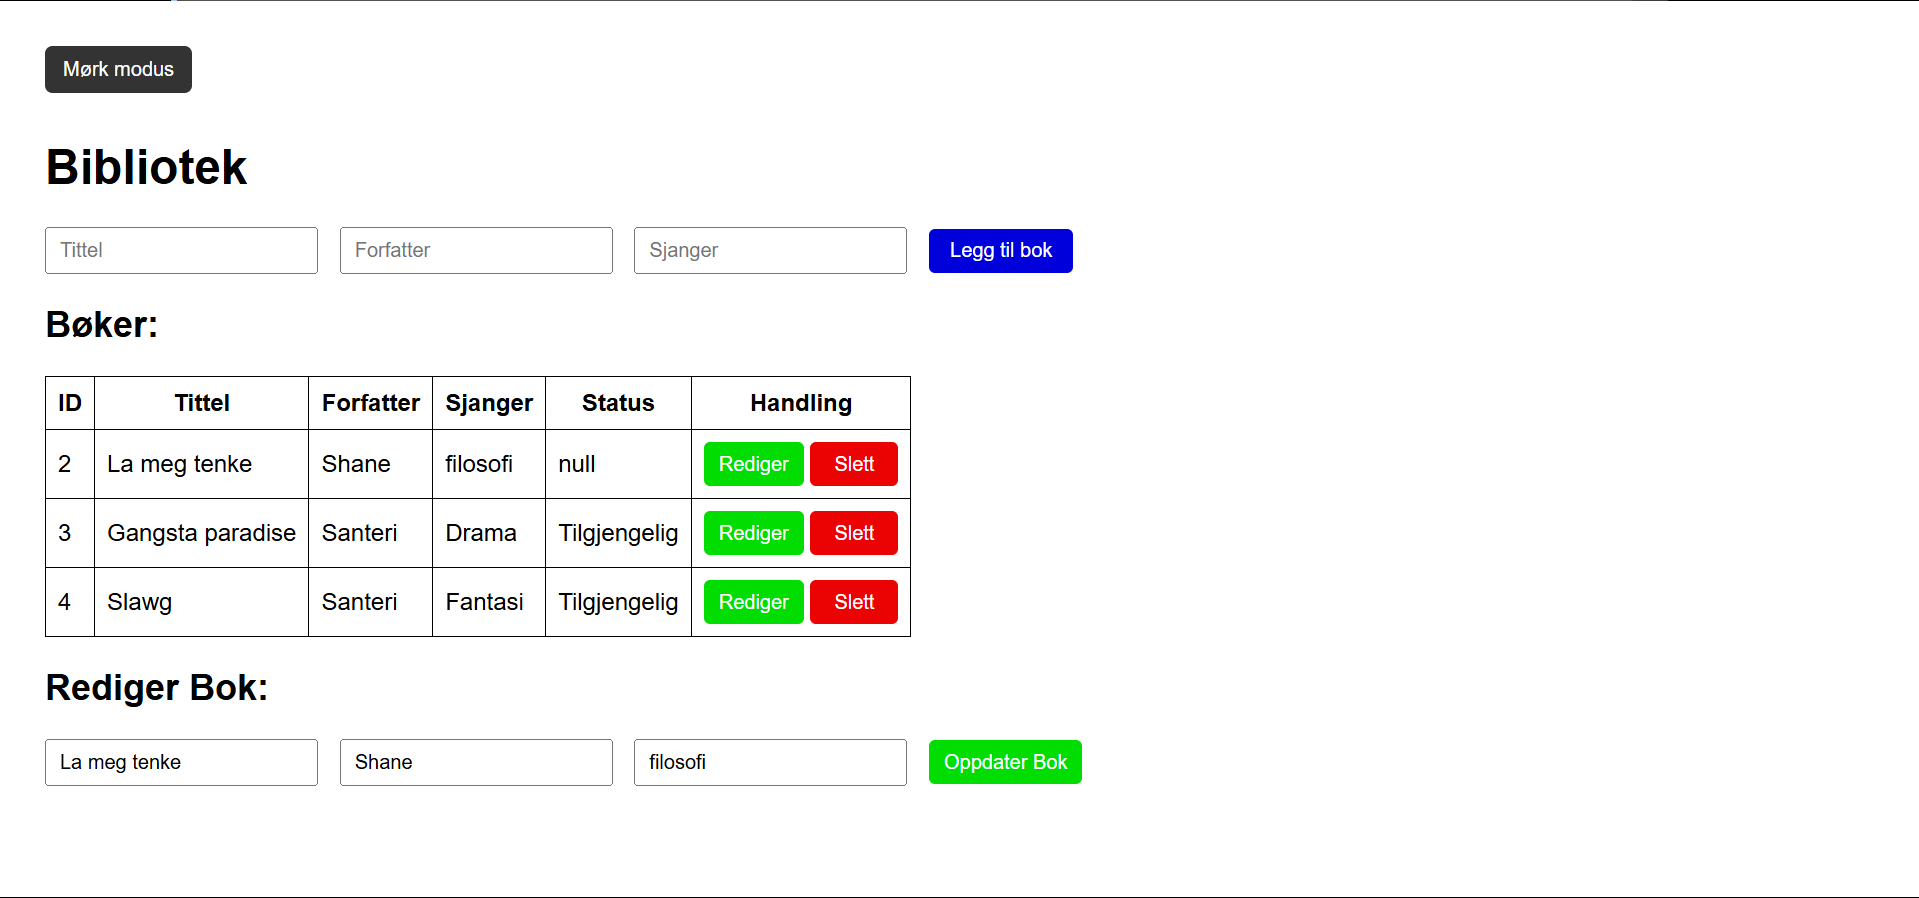 Mørk modus
Bibliotek
Tittel Forfatter Sjanger Legg til bok
Bøker:
ID Tittel Forfatter Sjanger Status Handling
2 La meg tenke Shane filosofi null Rediger Slett
3 Gangsta paradise Santeri Drama Tilgjengelig Rediger Slett
4 Slawg Santeri Fantasi Tilgjengelig Rediger Slett
Rediger Bok:
La meg tenke Shane filosofi Oppdater Bok